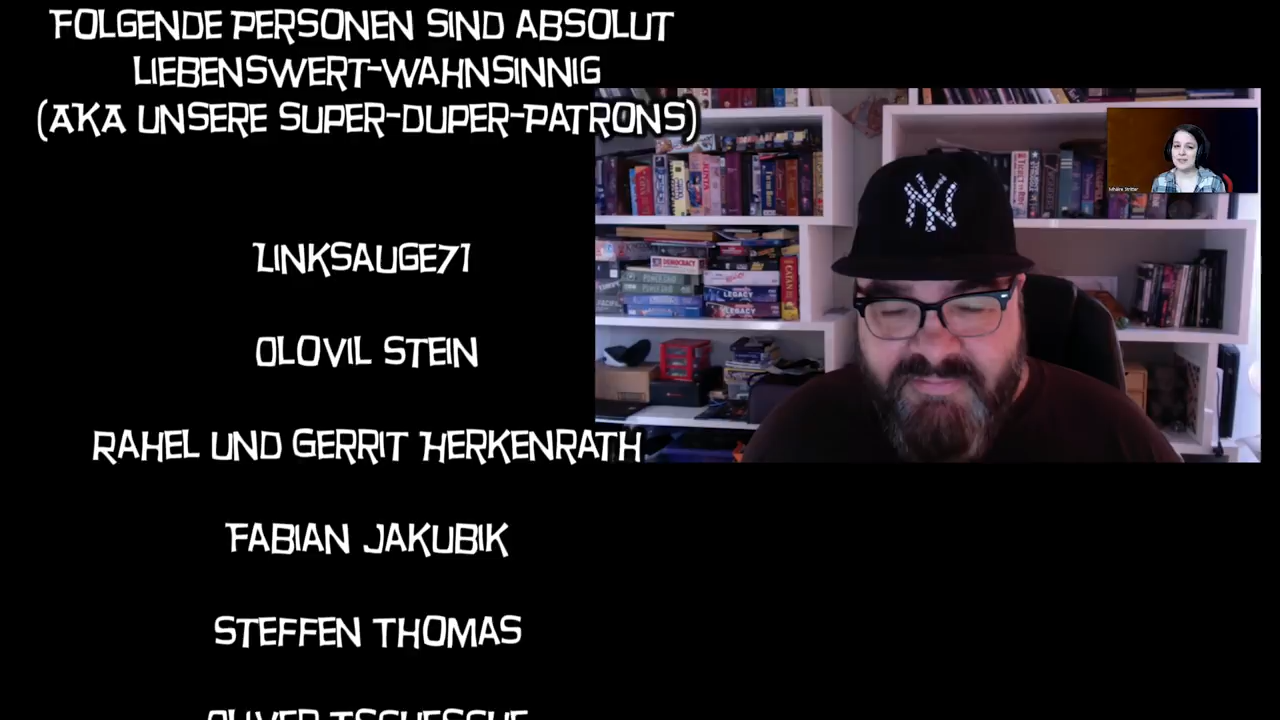 FOLGENDE PERSONEN SIND ABSOLUT
LIEBENSWERT-WAHNSINNIG
(AKA UNSERE SUPER-DUPER-PATRONS)
LINKSAUGE71
OLOVIL STEIN
RAHEL UND GERRIT HERKENRATH
FABIAN JAKUBIK
STEFFEN THOMAS
NY
JUNTA
DEMOCRACY
LEGACY
LEGACY
CATAN